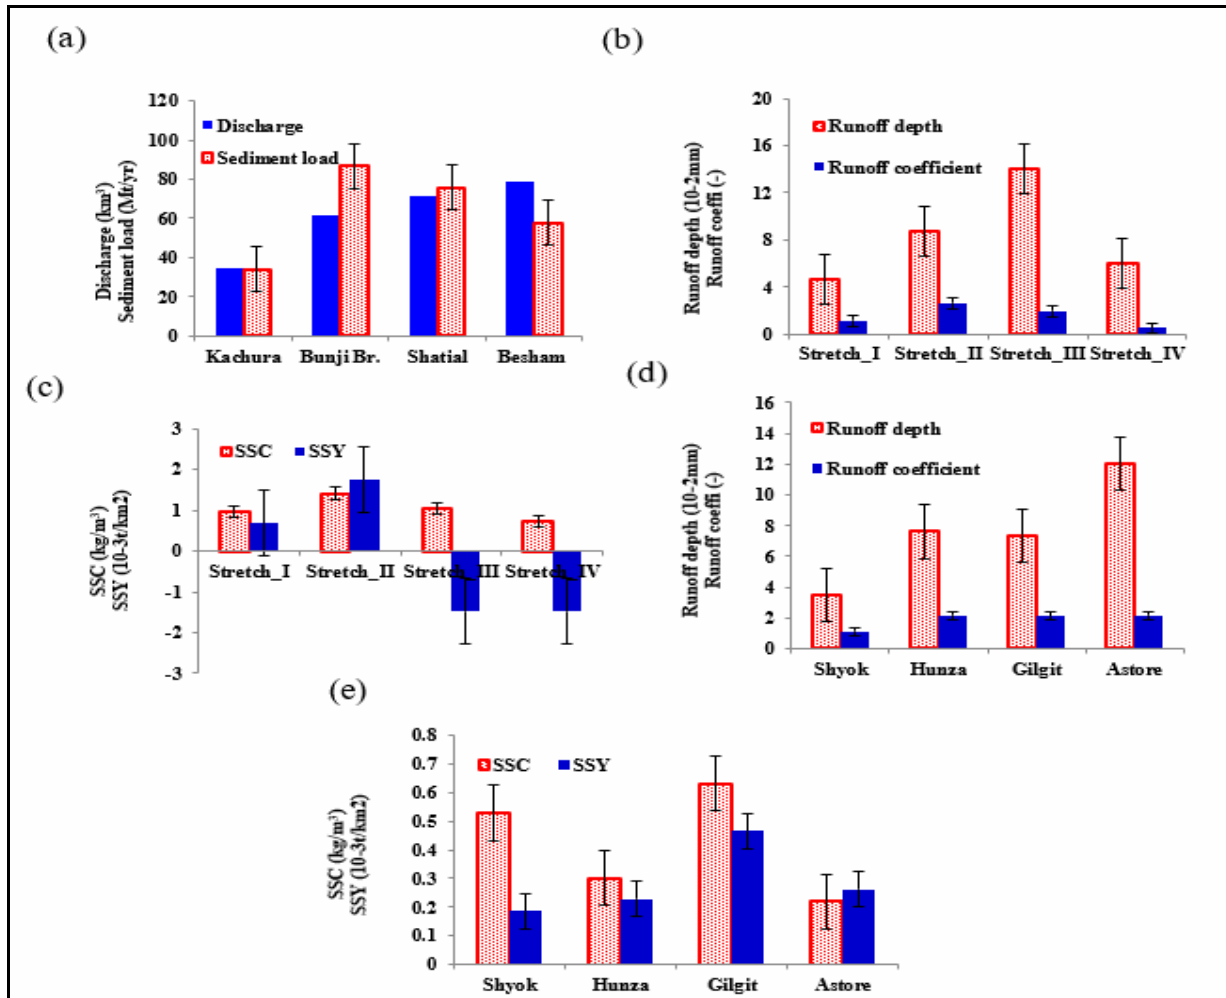 (a)
120
100
80
60
40
20
0
Discharge (km³)
Sediment load (Mt/yr)
Discharge
Sediment load
Kachura Bunji Br. Shatial Besham
(b)
20
16
12
8
4
0
Runoff depth (10-2mm)
Runoff coeffi (-)
Runoff depth
Runoff coefficient
Stretch_I Stretch_II Stretch_III Stretch_IV
(c)
3
2
1
0
-1
-2
-3
SSC (kg/m³)
SSY (10-3t/km2)
SSC SSY
Stretch_I Stretch_II Stretch_III Stretch_IV
(d)
16
14
12
10
8
6
4
2
0
Runoff depth (10-2mm)
Runoff coeffi (-)
Runoff depth
Runoff coefficient
Shyok Hunza Gilgit Astore
(e)
0.8
0.7
0.6
0.5
0.4
0.3
0.2
0.1
0
SSC (kg/m³)
SSY (10-3t/km2)
SSC SSY
Shyok Hunza Gilgit Astore